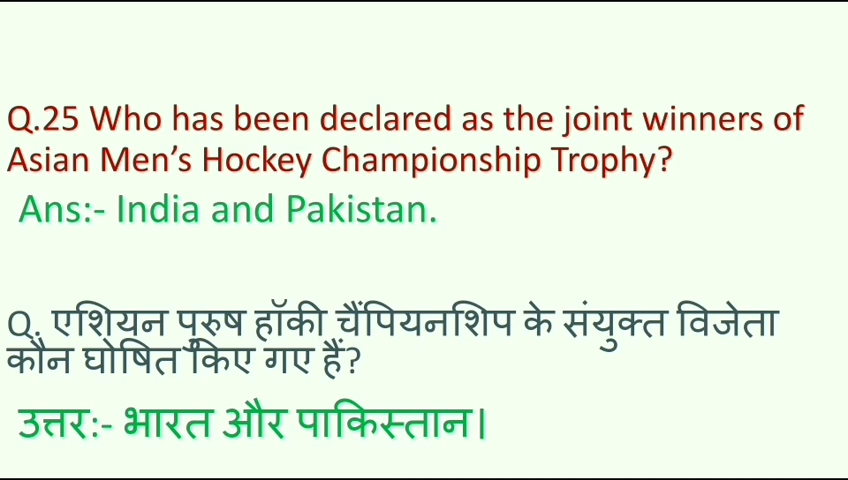 Q.25 Who has been declared as the joint winners of
Asian Men’s Hockey Championship Trophy?
Ans:- India and Pakistan.
Q. एशियन पुरुष हॉकी चैंपियनशिप के संयुक्त विजेता
कौन घोषित किए गए हैं?
उत्तर:- भारत और पाकिस्तान।